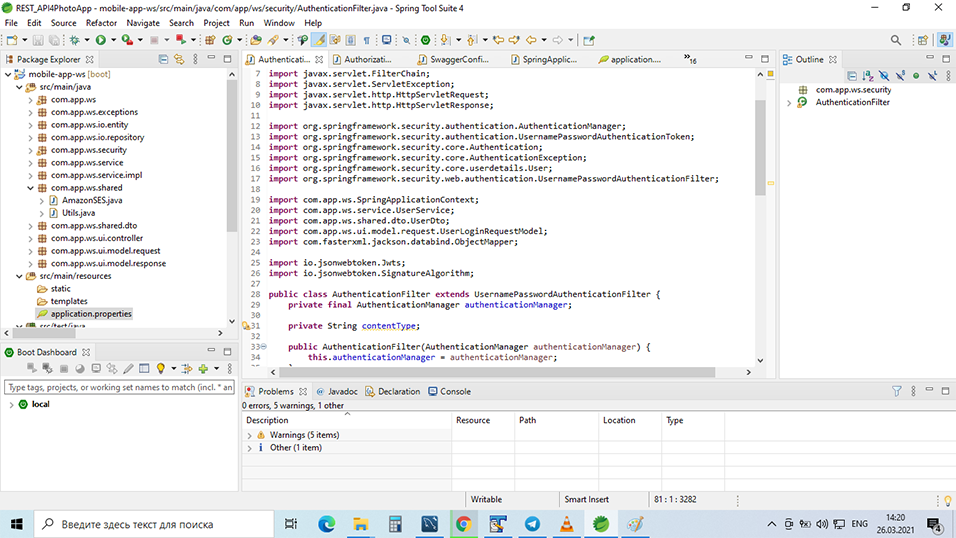 REST_API4PhotoApp - mobile-app-ws/src/main/java/com/app/ws/security/AuthenticationFilter.java - Spring Tool Suite 4
File Edit Source Refactor Navigate Search Project Run Window Help
Package Explorer
mobile-app-ws [boot]
src/main/java
com.app.ws
com.app.ws.exceptions
com.app.ws.io.entity
com.app.ws.io.repository
com.app.ws.security
com.app.ws.service
com.app.ws.service.impl
com.app.ws.shared
AmazonSES.java
Utils.java
com.app.ws.shared.dto
com.app.ws.ui.controller
com.app.ws.ui.model.request
com.app.ws.ui.model.response
src/main/resources
static
templates
application.properties
src/test/java
Boot Dashboard
Type tags, projects, or working set names to match (incl. * an
local
Authenticati... Authorizati... SwaggerConfi... SpringApplic... application.... »16
7 import javax.servlet.FilterChain;
8 import javax.servlet.ServletException;
9 import javax.servlet.http.HttpServletRequest;
10 import javax.servlet.http.HttpServletResponse;
11
12 import org.springframework.security.authentication.AuthenticationManager;
13 import org.springframework.security.authentication.UsernamePasswordAuthenticationToken;
14 import org.springframework.security.core.Authentication;
15 import org.springframework.security.core.AuthenticationException;
16 import org.springframework.security.core.userdetails.User;
17 import org.springframework.security.web.authentication.UsernamePasswordAuthenticationFilter;
18
19 import com.app.ws.SpringApplicationContext;
20 import com.app.ws.service.UserService;
21 import com.app.ws.shared.dto.UserDto;
22 import com.app.ws.ui.model.request.UserLoginRequestModel;
23 import com.fasterxml.jackson.databind.ObjectMapper;
24
25 import io.jsonwebtoken.Jwts;
26 import io.jsonwebtoken.SignatureAlgorithm;
27
28 public class AuthenticationFilter extends UsernamePasswordAuthenticationFilter {
29 private final AuthenticationManager authenticationManager;
30
31 private String contentType;
32
33 public AuthenticationFilter(AuthenticationManager authenticationManager) {
34 this.authenticationManager = authenticationManager;
Outline
com.app.ws.security
AuthenticationFilter
Problems Javadoc Declaration Console
0 errors, 5 warnings, 1 other
Description Resource Path Location Type
Warnings (5 items)
Other (1 item)
Writable Smart Insert 81 : 1 : 3282
Введите здесь текст для поиска
ENG
14:20
26.03.2021
4